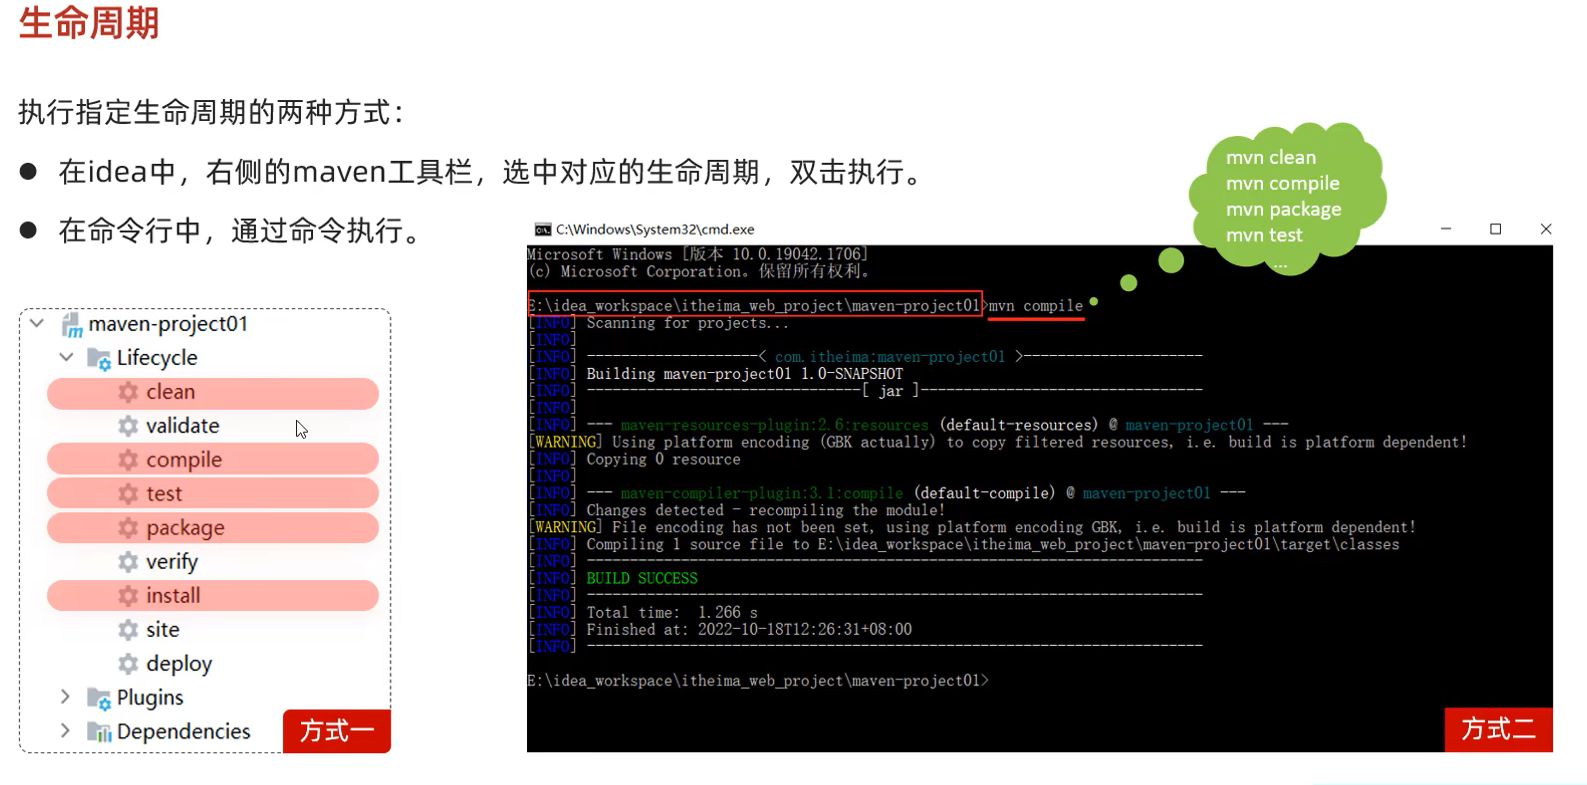 生命周期
执行指定生命周期的两种方式：
● 在idea中，右侧的maven工具栏，选中对应的生命周期，双击执行。
● 在命令行中，通过命令执行。
mvn clean
mvn compile
mvn package
mvn test
...
maven-project01
Lifecycle
clean
validate
compile
test
package
verify
install
site
deploy
Plugins
Dependencies
方式一
C:\Windows\System32\cmd.exe
Microsoft Windows [版本 10.0.19042.1706]
(c) Microsoft Corporation。保留所有权利。
E:\idea_workspace\itheima_web_project\maven-project01>mvn compile
[INFO] Scanning for projects...
[INFO]
[INFO] --------------------< com.itheima:maven-project01 >---------------------
[INFO] Building maven-project01 1.0-SNAPSHOT
[INFO] --------------------------------[ jar ]---------------------------------
[INFO]
[INFO] --- maven-resources-plugin:2.6:resources (default-resources) @ maven-project01 ---
[WARNING] Using platform encoding (GBK actually) to copy filtered resources, i.e. build is platform dependent!
[INFO] Copying 0 resource
[INFO]
[INFO] --- maven-compiler-plugin:3.1:compile (default-compile) @ maven-project01 ---
[INFO] Changes detected - recompiling the module!
[WARNING] File encoding has not been set, using platform encoding GBK, i.e. build is platform dependent!
[INFO] Compiling 1 source file to E:\idea_workspace\itheima_web_project\maven-project01\target\classes
[INFO] ------------------------------------------------------------------------
[INFO] BUILD SUCCESS
[INFO] ------------------------------------------------------------------------
[INFO] Total time:  1.266 s
[INFO] Finished at: 2022-10-18T12:26:31+08:00
[INFO] ------------------------------------------------------------------------
E:\idea_workspace\itheima_web_project\maven-project01>
方式二